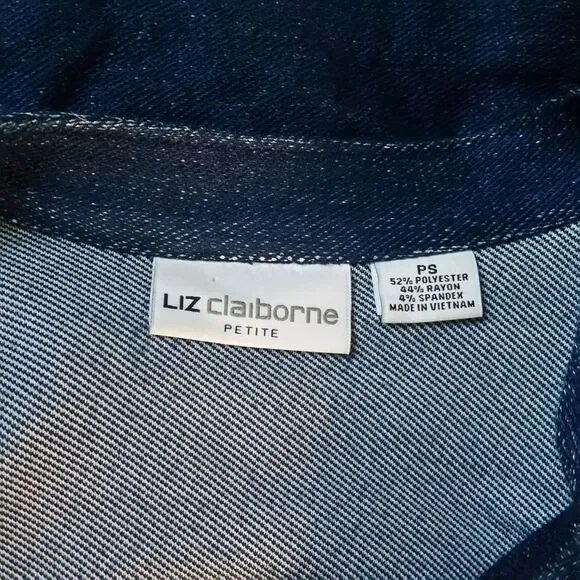 LIZ claiborne
PETITE
PS
52% POLYESTER
44% RAYON
4% SPANDEX
MADE IN VIETNAM